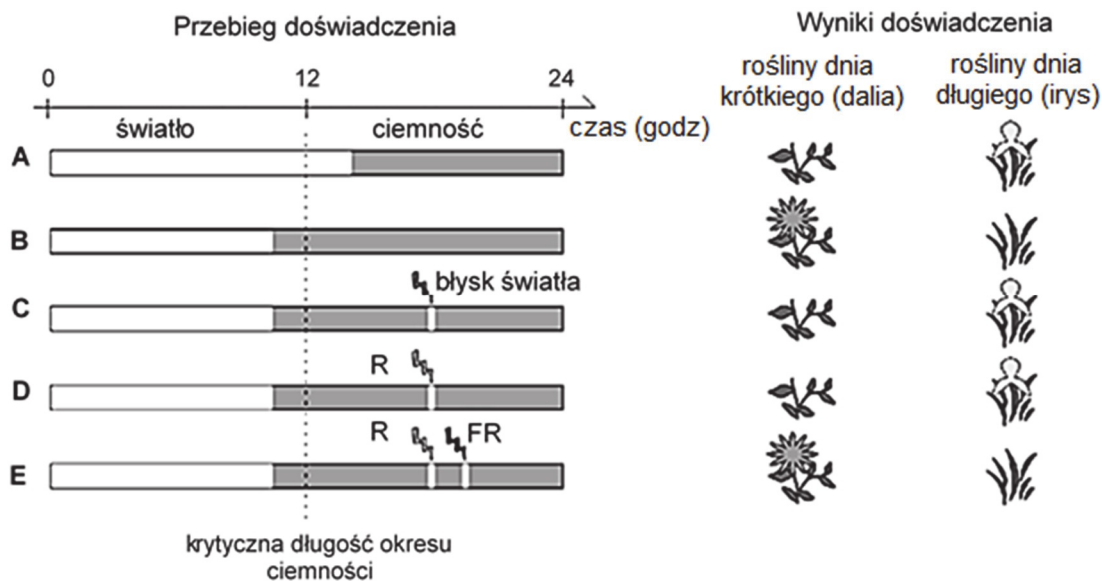 Przebieg doświadczenia
Wyniki doświadczenia
rośliny dnia
krótkiego (dalia)
rośliny dnia
długiego (irys)
0 12 24
światło ciemność czas (godz)
A
B
błysk światła
C
R
D
R FR
E
krytyczna długość okresu
ciemności